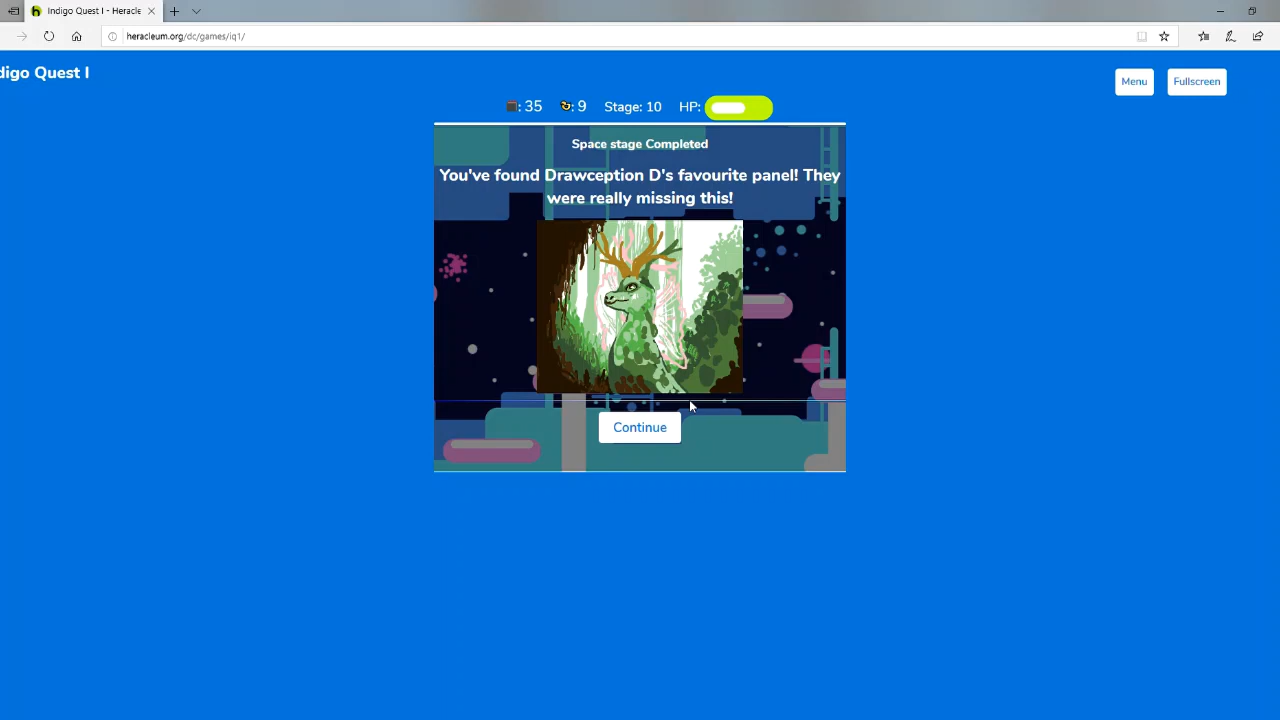 Indigo Quest I - Heracle
heracleum.org/dc/games/iq1/
digo Quest I
Menu
Fullscreen
: 35 : 9 Stage: 10 HP:
Space stage Completed
You've found Drawception D's favourite panel! They
were really missing this!
Continue